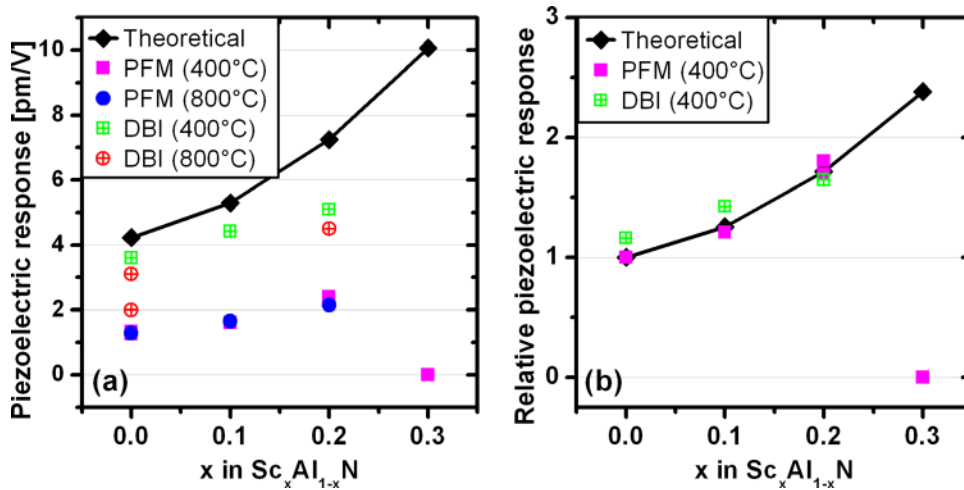 Piezoelectric response [pm/V]
10
8
6
4
2
0
Theoretical
PFM (400°C)
PFM (800°C)
DBI (400°C)
DBI (800°C)
(a)
0.0 0.1 0.2 0.3
x in ScₓAl₁₋ₓN
Relative piezoelectric response
3
2
1
0
Theoretical
PFM (400°C)
DBI (400°C)
(b)
0.0 0.1 0.2 0.3
x in ScₓAl₁₋ₓN